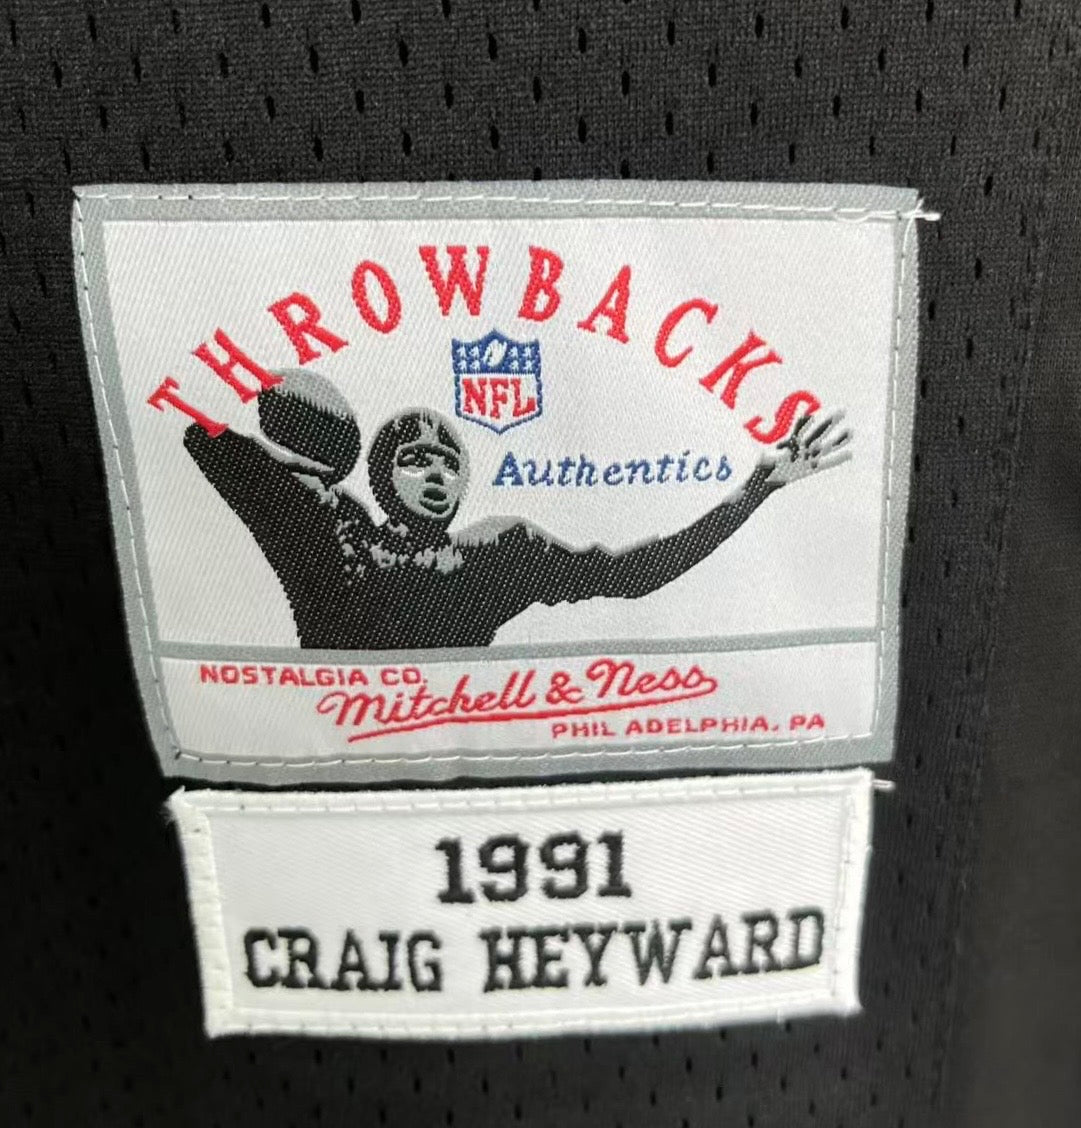 THROWBACKS
NFL
Authentics
NOSTALGIA CO.
Mitchell & Ness
PHIL ADELPHIA, PA
1991
CRAIG HEYWARD